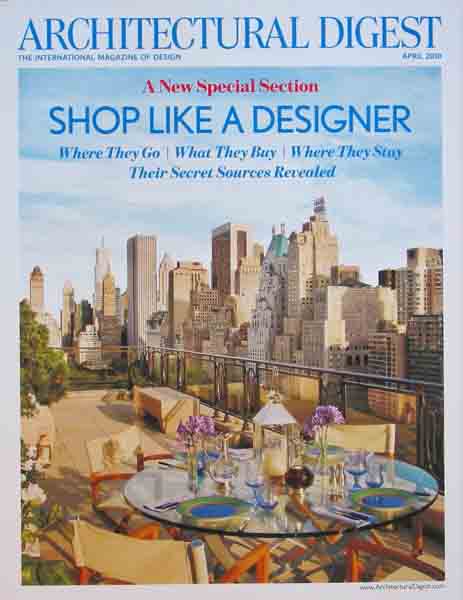 ARCHITECTURAL DIGEST
THE INTERNATIONAL MAGAZINE OF DESIGN APRIL 2010
A New Special Section
SHOP LIKE A DESIGNER
Where They Go | What They Buy | Where They Stay
Their Secret Sources Revealed
www.ArchitecturalDigest.com